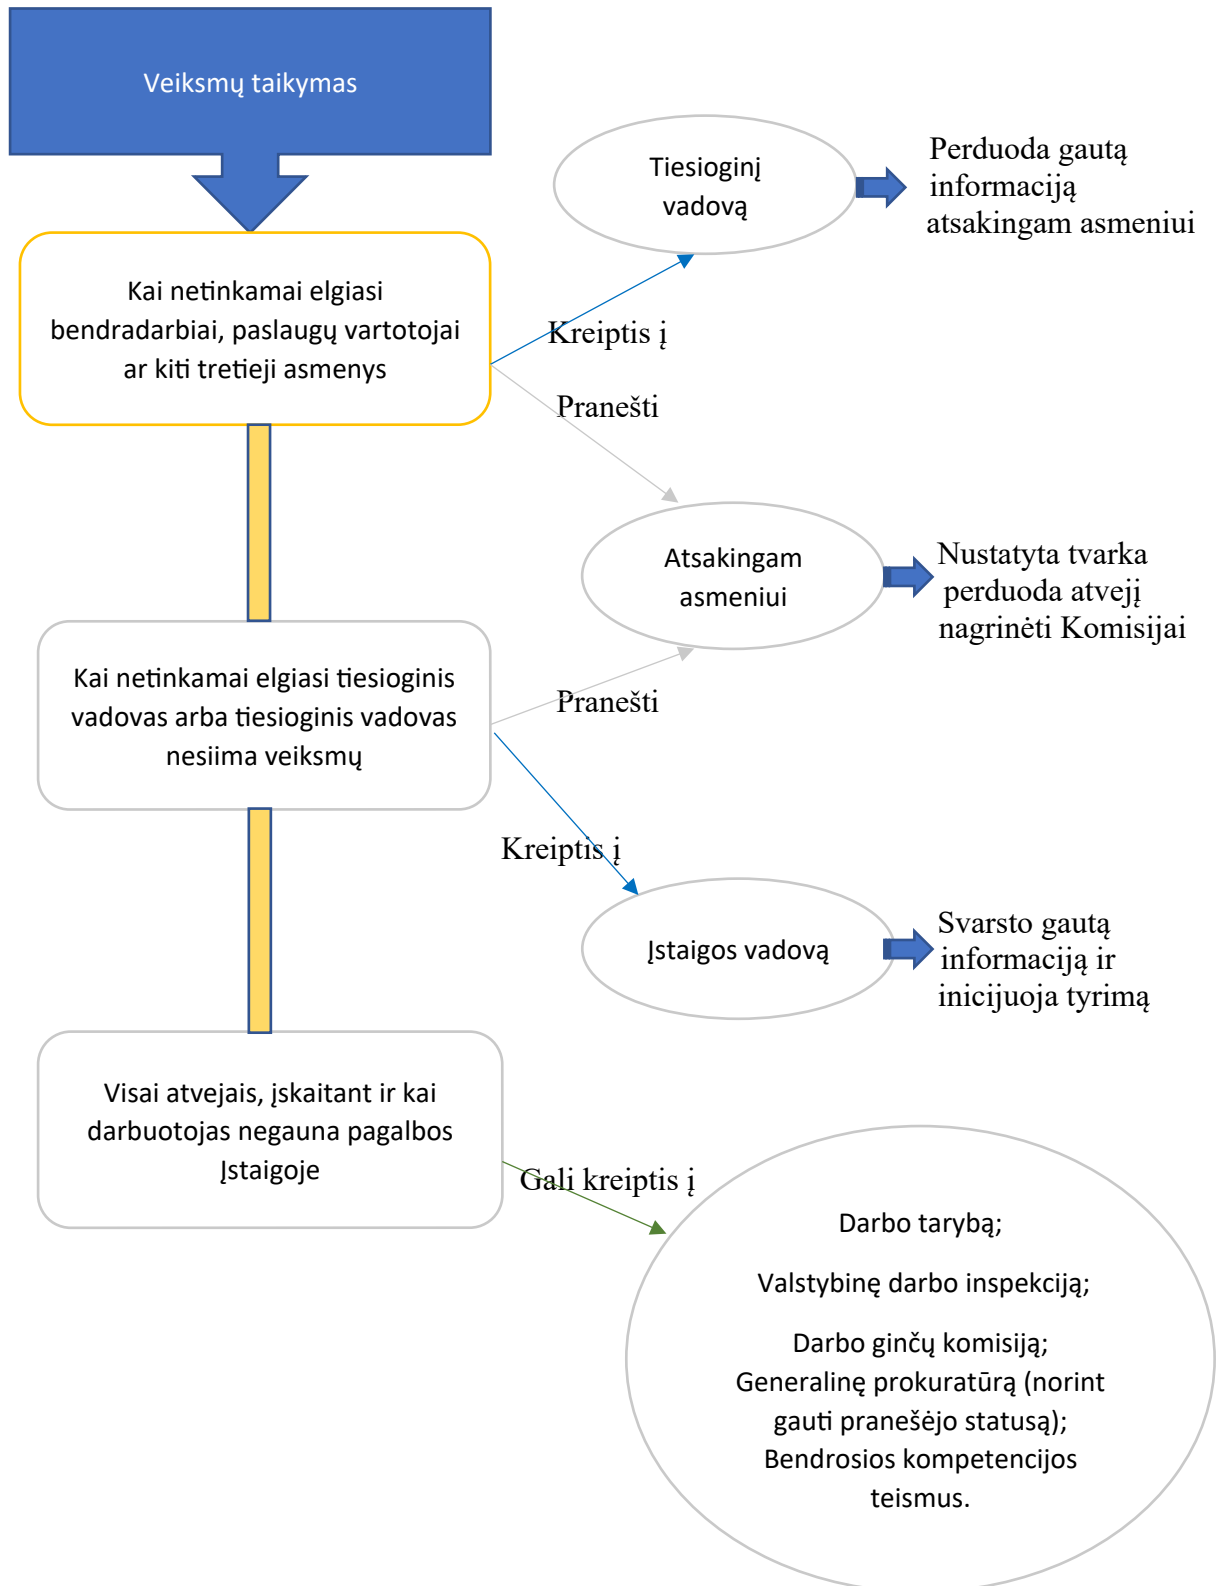 Veiksmų taikymas
Tiesioginį
vadovą
Perduoda gautą
informaciją
atsakingam asmeniui
Kai netinkamai elgiasi
bendradarbiai, paslaugų vartotojai
ar kiti tretieji asmenys
Kreiptis į
Pranešti
Atsakingam
asmeniui
Nustatyta tvarka
perduoda atvejį
nagrinėti Komisijai
Kai netinkamai elgiasi tiesioginis
vadovas arba tiesioginis vadovas
nesiima veiksmų
Pranešti
Kreiptis į
Įstaigos vadovą
Svarsto gautą
informaciją ir
inicijuoja tyrimą
Visai atvejais, įskaitant ir kai
darbuotojas negauna pagalbos
Įstaigoje
Gali kreiptis į
Darbo tarybą;
Valstybinę darbo inspekciją;
Darbo ginčų komisiją;
Generalinę prokuratūrą (norint
gauti pranešėjo statusą);
Bendrosios kompetencijos
teismus.